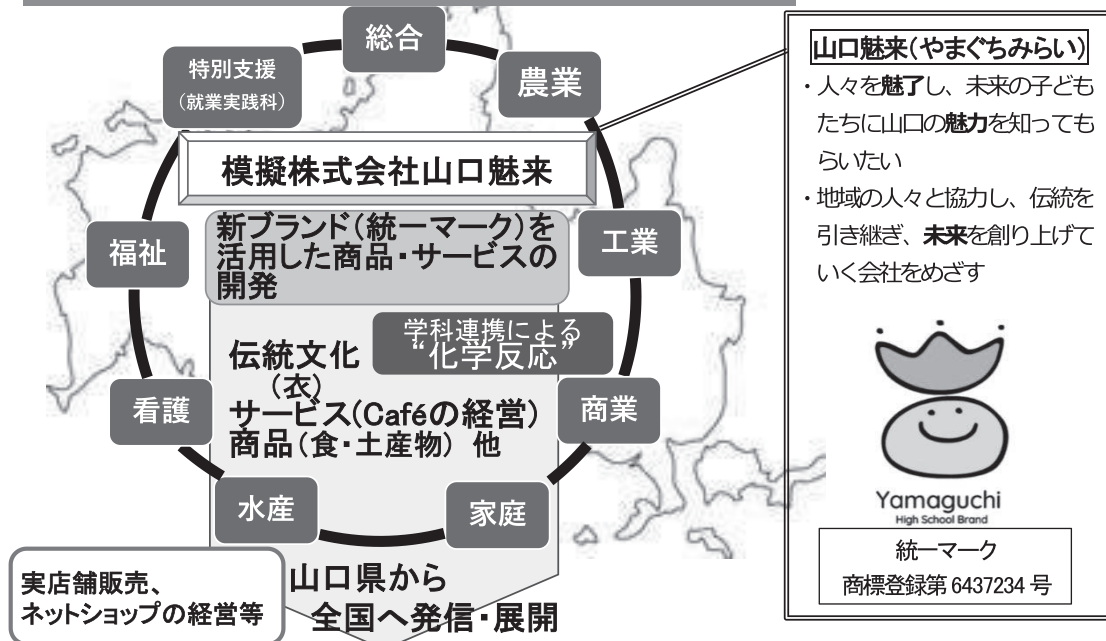 総合
特別支援
(就業実践科)
農業
模擬株式会社山口魅来
新ブランド(統一マーク)を
活用した商品・サービスの
開発
福祉
工業
学科連携による
“化学反応”
伝統文化
(衣)
サービス(Caféの経営)
商品(食・土産物) 他
看護
商業
水産
家庭
実店舗販売、
ネットショップの経営等
山口県から
全国へ発信・展開
山口魅来(やまぐちみらい)
・人々を魅了し、未来の子ども
たちに山口の魅力を知っても
らいたい
・地域の人々と協力し、伝統を
引き継ぎ、未来を創り上げて
いく会社をめざす
Yamaguchi
High School Brand
統一マーク
商標登録第 6437234 号